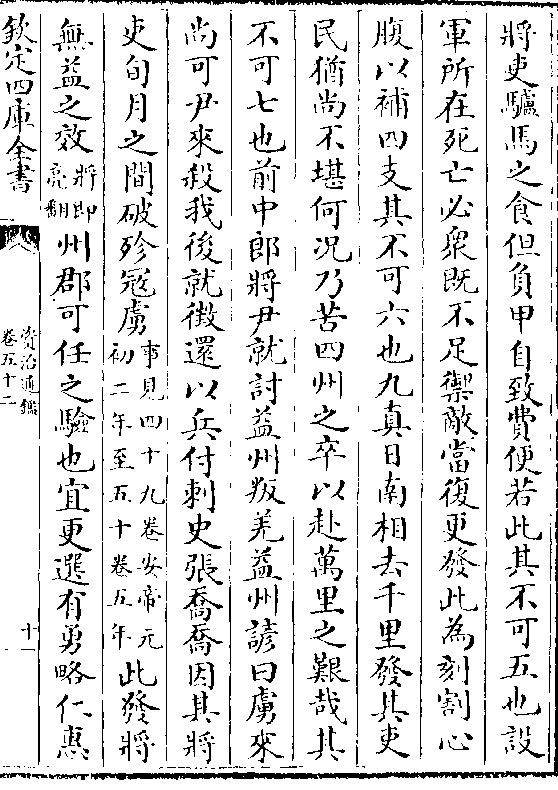 將吏驢馬之食但負甲自致費便若此其不可五也設
軍所在死亡必衆既不足禦敵當復更發此為刻割心
腹以補四支其不可六也九真日南相去千里發其吏
民猶尚不堪何况乃苦四州之卒以赴萬里之艱哉其
不可七也前中郎將尹就討益州叛羌益州諺曰虜來
尚可尹來殺我後就徴還以兵付刺史張喬喬因其將
吏旬月之間破殄寇虜事見四十九卷安帝元初二年至五十卷五年此發將
無益之效將即亮翻州郡可任之驗也宜更選有勇略仁惠
欽定四庫全書
資治通鑑
卷五十二
十一